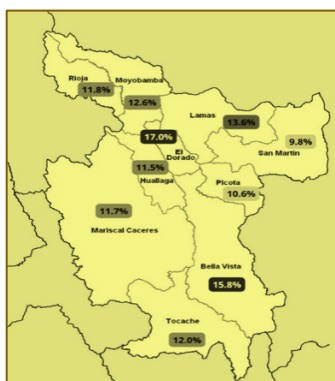 Rioja
11.8%
Moyobamba
12.6%
Lamas
13.6%
9.8%
San Martin
17.0%
El
Dorado
11.5%
Huallaga
Picota
10.6%
11.7%
Mariscal Caceres
Bella Vista
15.8%
Tocache
12.0%